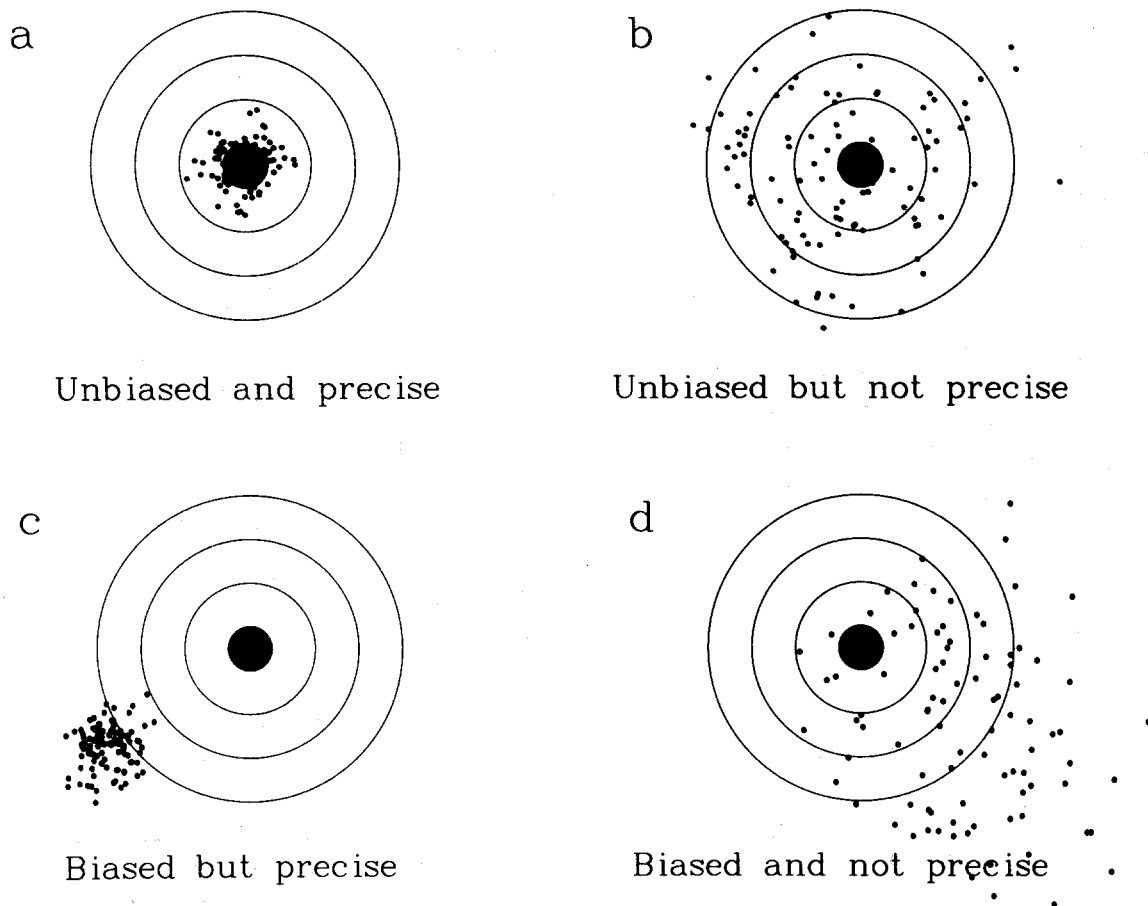 a
b
Unbiased and precise
Unbiased but not precise
c
d
Biased but precise
Biased and not precise